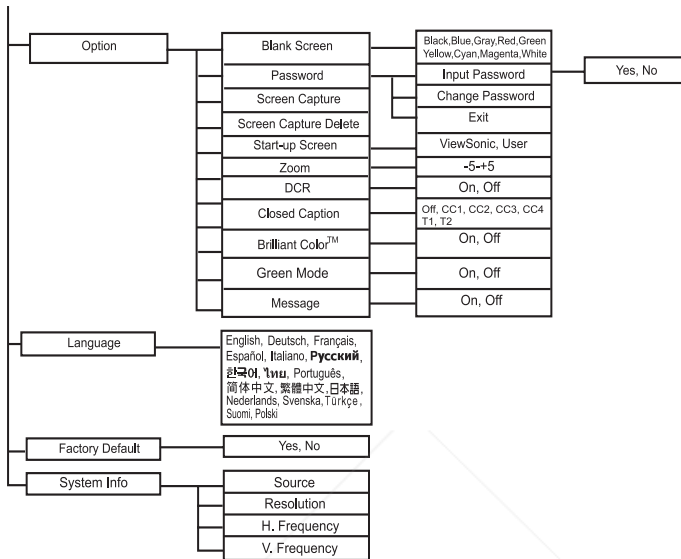 Option
Blank Screen
Black,Blue,Gray,Red,Green
Yellow,Cyan,Magenta,White
Password
Input Password
Yes, No
Change Password
Exit
Screen Capture
Screen Capture Delete
Start-up Screen
ViewSonic, User
Zoom
-5-+5
DCR
On, Off
Closed Caption
Off, CC1, CC2, CC3, CC4
T1, T2
Brilliant Color™
On, Off
Green Mode
On, Off
Message
On, Off
Language
English, Deutsch, Français,
Español, Italiano, Русский,
한국어, ไทย, Português,
简体中文, 繁體中文, 日本語,
Nederlands, Svenska, Türkçe,
Suomi, Polski
Factory Default
Yes, No
System Info
Source
Resolution
H. Frequency
V. Frequency